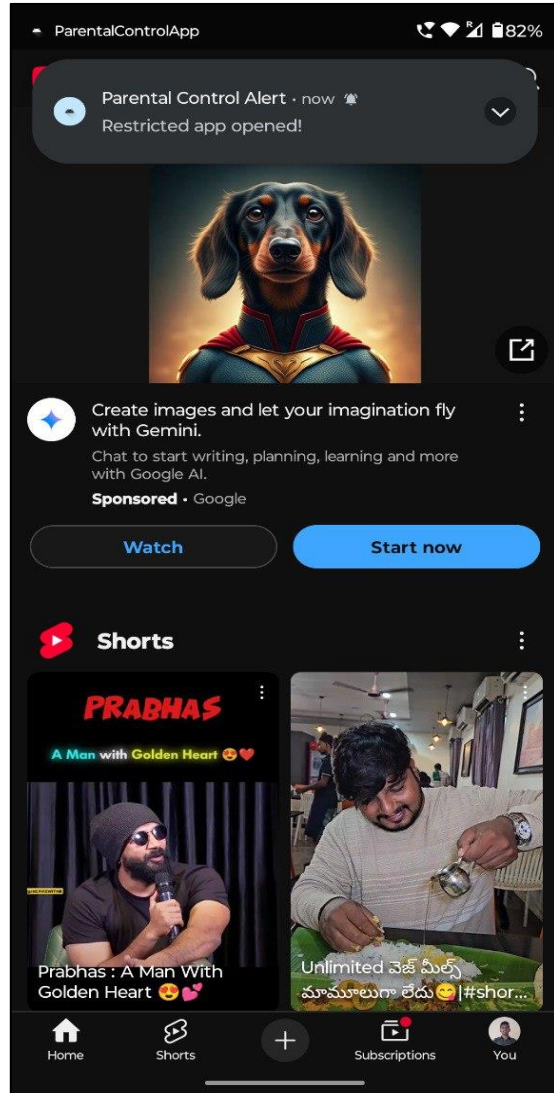 ParentalControlApp
R
82%
Parental Control Alert • now
Restricted app opened!
Create images and let your imagination fly
with Gemini.
Chat to start writing, planning, learning and more
with Google AI.
Sponsored • Google
Watch
Start now
Shorts
PRABHAS
A Man with Golden Heart 😍❤️
Prabhas : A Man With
Golden Heart 😍💕
Unlimited వెజ్ మీల్స్
మామూలుగా లేదు😋|#shor...
Home
Shorts
Subscriptions
You